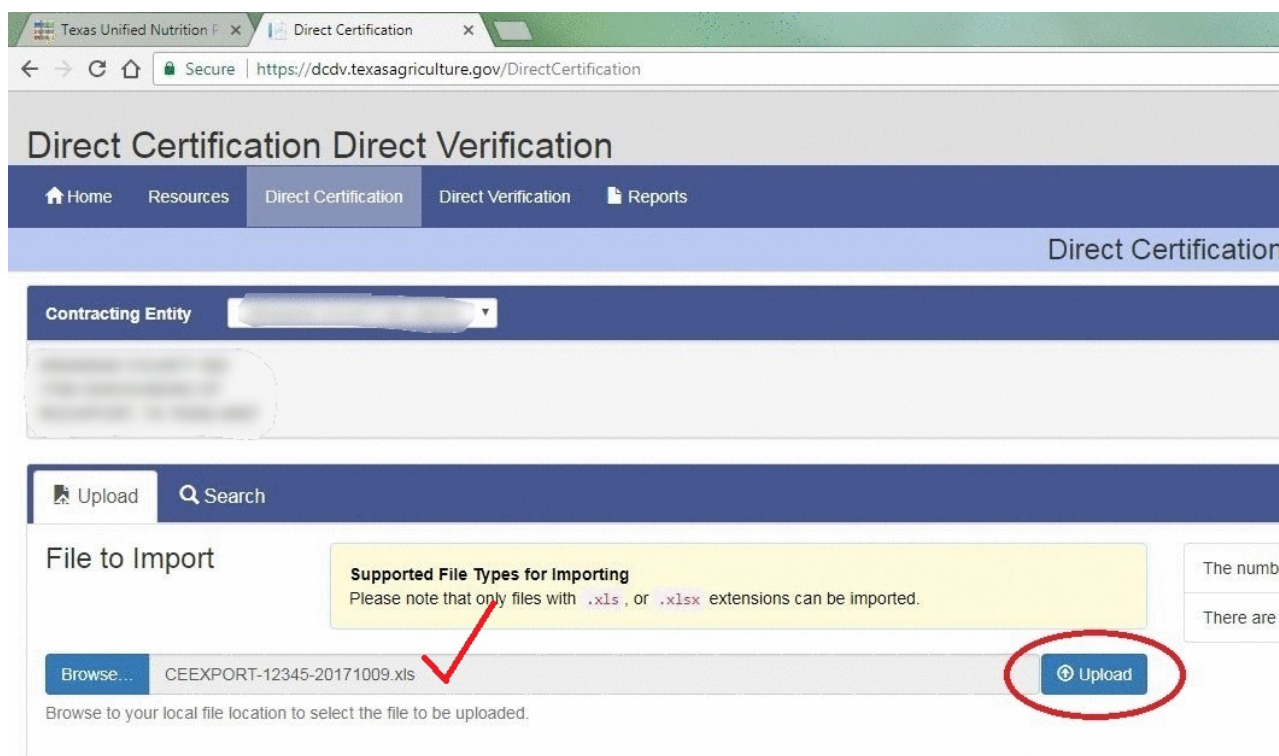 Texas Unified Nutrition P
Direct Certification
Secure https://dcdv.texasagriculture.gov/DirectCertification
Direct Certification Direct Verification
Home Resources Direct Certification Direct Verification Reports
Direct Certification
Contracting Entity
Upload Search
File to Import
Supported File Types for Importing
Please note that only files with .xls , or .xlsx extensions can be imported.
The numb
There are
Browse... CEEXPORT-12345-20171009.xls Upload
Browse to your local file location to select the file to be uploaded.